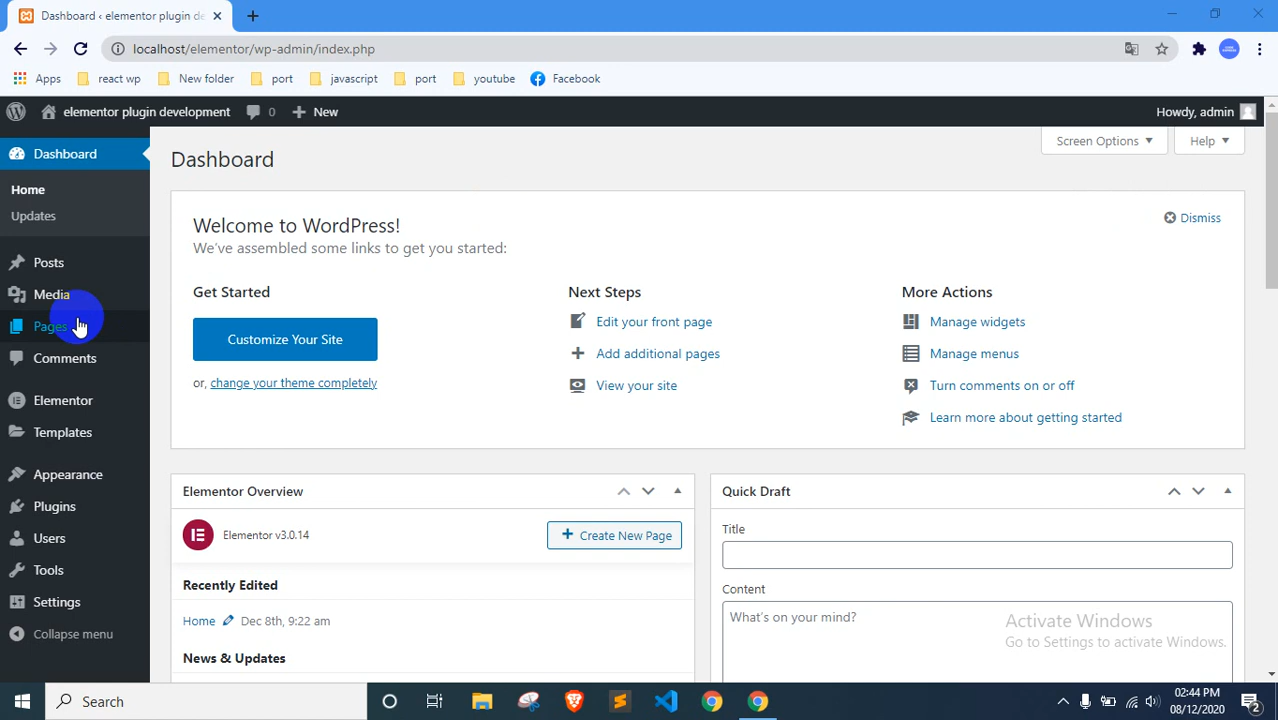 Dashboard ‹ elementor plugin de
localhost/elementor/wp-admin/index.php
Apps react wp New folder port javascript port youtube Facebook
elementor plugin development 0 New Howdy, admin
Dashboard
Home
Updates
Posts
Media
Pages
Comments
Elementor
Templates
Appearance
Plugins
Users
Tools
Settings
Collapse menu
Screen Options Help
Dashboard
Welcome to WordPress!
Dismiss
We've assembled some links to get you started:
Get Started
Customize Your Site
or, change your theme completely
Next Steps
Edit your front page
Add additional pages
View your site
More Actions
Manage widgets
Manage menus
Turn comments on or off
Learn more about getting started
Elementor Overview
Elementor v3.0.14
Create New Page
Recently Edited
Home Dec 8th, 9:22 am
News & Updates
Quick Draft
Title
Content
What's on your mind?
Activate Windows
Go to Settings to activate Windows.
Search
02:44 PM
08/12/2020
2